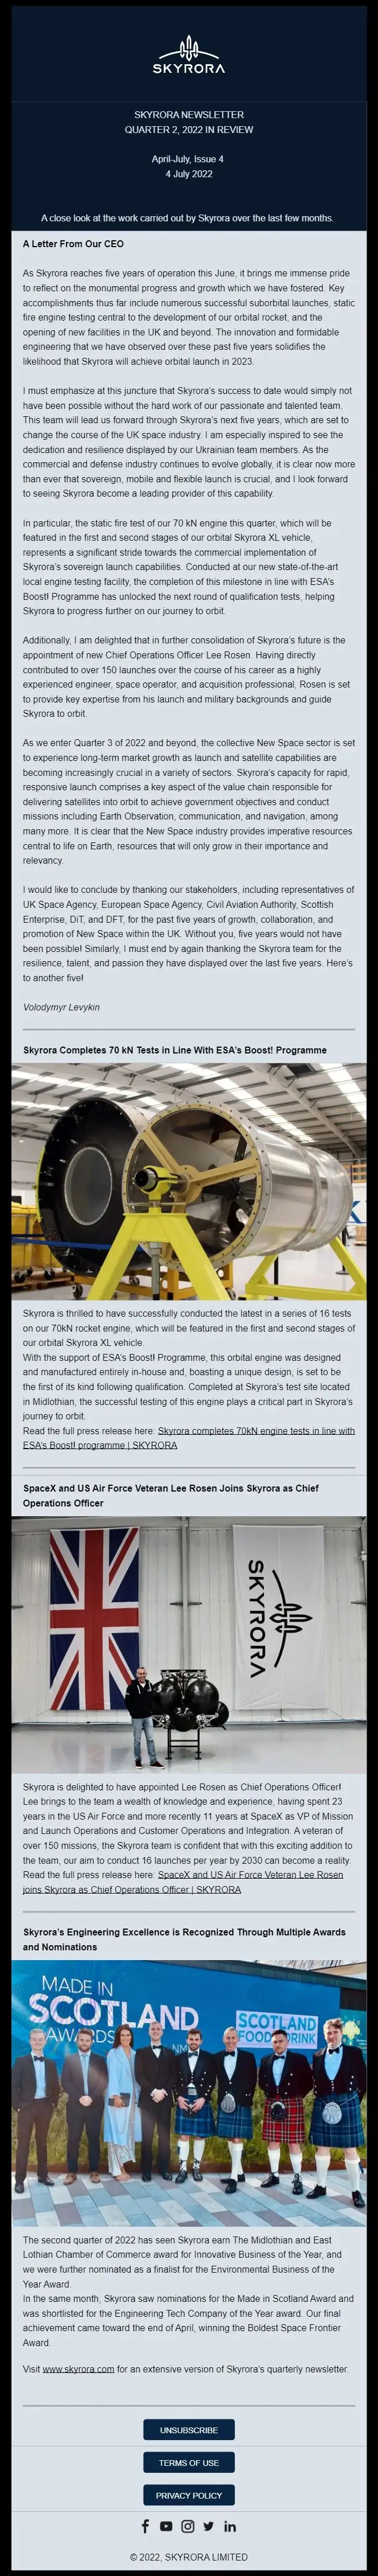 SKYRORA
SKYRORA NEWSLETTER
QUARTER 2, 2022 IN REVIEW
April-July, Issue 4
4 July 2022
A close look at the work carried out by Skyrora over the last few months.
A Letter From Our CEO
As Skyrora reaches five years of operation this June, it brings me immense pride
to reflect on the monumental progress and growth which we have fostered. Key
accomplishments thus far include numerous successful suborbital launches, static
fire engine testing central to the development of our orbital rocket, and the
opening of new facilities in the UK and beyond. The innovation and formidable
engineering that we have observed over these past five years solidifies the
likelihood that Skyrora will achieve orbital launch in 2023.
I must emphasize at this juncture that Skyrora's success to date would simply not
have been possible without the hard work of our passionate and talented team.
This team will lead us forward through Skyrora's next five years, which are set to
change the course of the UK space industry. I am especially inspired to see the
dedication and resilience displayed by our Ukrainian team members. As the
commercial and defense industry continues to evolve globally, it is clear now more
than ever that sovereign, mobile and flexible launch is crucial, and I look forward
to seeing Skyrora become a leading provider of this capability.
In particular, the static fire test of our 70 kN engine this quarter, which will be
featured in the first and second stages of our orbital Skyrora XL vehicle,
represents a significant stride towards the commercial implementation of
Skyrora's sovereign launch capabilities. Conducted at our new state-of-the-art
local engine testing facility, the completion of this milestone in line with ESA's
Boost! Programme has unlocked the next round of qualification tests, helping
Skyrora to progress further on our journey to orbit.
Additionally, I am delighted that in further consolidation of Skyrora's future is the
appointment of new Chief Operations Officer Lee Rosen. Having directly
contributed to over 150 launches over the course of his career as a highly
experienced engineer, space operator, and acquisition professional, Rosen is set
to provide key expertise from his launch and military backgrounds and guide
Skyrora to orbit.
As we enter Quarter 3 of 2022 and beyond, the collective New Space sector is set
to experience long-term market growth as launch and satellite capabilities are
becoming increasingly crucial in a variety of sectors. Skyrora's capacity for rapid,
responsive launch comprises a key aspect of the value chain responsible for
delivering satellites into orbit to achieve government objectives and conduct
missions including Earth Observation, communication, and navigation, among
many more. It is clear that the New Space industry provides imperative resources
central to life on Earth, resources that will only grow in their importance and
relevancy.
I would like to conclude by thanking our stakeholders, including representatives of
UK Space Agency, European Space Agency, Civil Aviation Authority, Scottish
Enterprise, DiT, and DFT, for the past five years of growth, collaboration, and
promotion of New Space within the UK. Without you, five years would not have
been possible! Similarly, I must end by again thanking the Skyrora team for the
resilience, talent, and passion they have displayed over the last five years. Here's
to another five!
Volodymyr Levykin
Skyrora Completes 70 kN Tests in Line With ESA's Boost! Programme
Skyrora is thrilled to have successfully conducted the latest in a series of 16 tests
on our 70kN rocket engine, which will be featured in the first and second stages of
our orbital Skyrora XL vehicle.
With the support of ESA's Boost! Programme, this orbital engine was designed
and manufactured entirely in-house and, boasting a unique design, is set to be
the first of its kind following qualification. Completed at Skyrora's test site located
in Midlothian, the successful testing of this engine plays a critical part in Skyrora's
journey to orbit.
Read the full press release here: Skyrora completes 70kN engine tests in line with
ESA's Boost! programme | SKYRORA
SpaceX and US Air Force Veteran Lee Rosen Joins Skyrora as Chief
Operations Officer
SKYRORA
Skyrora is delighted to have appointed Lee Rosen as Chief Operations Officer!
Lee brings to the team a wealth of knowledge and experience, having spent 23
years in the US Air Force and more recently 11 years at SpaceX as VP of Mission
and Launch Operations and Customer Operations and Integration. A veteran of
over 150 missions, the Skyrora team is confident that with this exciting addition to
the team, our aim to conduct 16 launches per year by 2030 can become a reality.
Read the full press release here: SpaceX and US Air Force Veteran Lee Rosen
joins Skyrora as Chief Operations Officer | SKYRORA
Skyrora's Engineering Excellence is Recognized Through Multiple Awards
and Nominations
MADE IN
SCOTLAND
AWARDS
SCOTLAND
FOOD DRINK
The second quarter of 2022 has seen Skyrora earn The Midlothian and East
Lothian Chamber of Commerce award for Innovative Business of the Year, and
we were further nominated as a finalist for the Environmental Business of the
Year Award.
In the same month, Skyrora saw nominations for the Made in Scotland Award and
was shortlisted for the Engineering Tech Company of the Year award. Our final
achievement came toward the end of April, winning the Boldest Space Frontier
Award.
Visit www.skyrora.com for an extensive version of Skyrora's quarterly newsletter.
UNSUBSCRIBE
TERMS OF USE
PRIVACY POLICY
© 2022, SKYRORA LIMITED